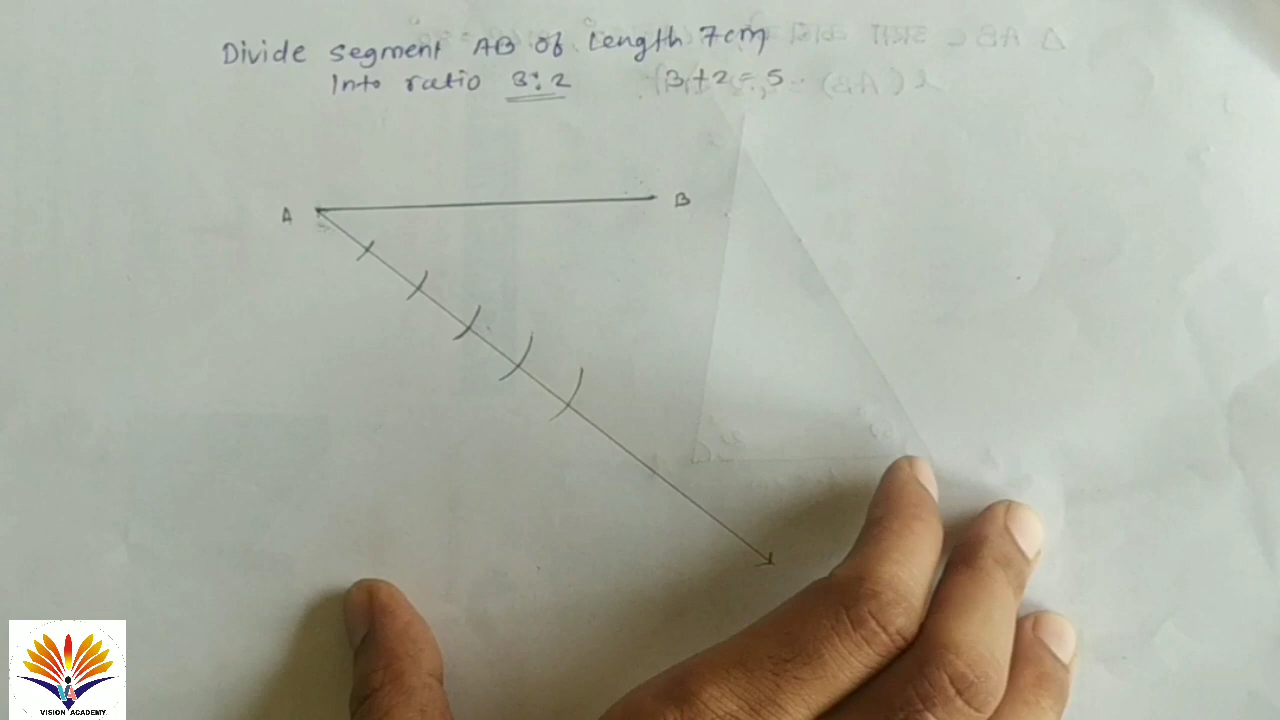 Divide segment AB of length 7cm
Into ratio 3:2 3+2=5
A
B
VISION ACADEMY